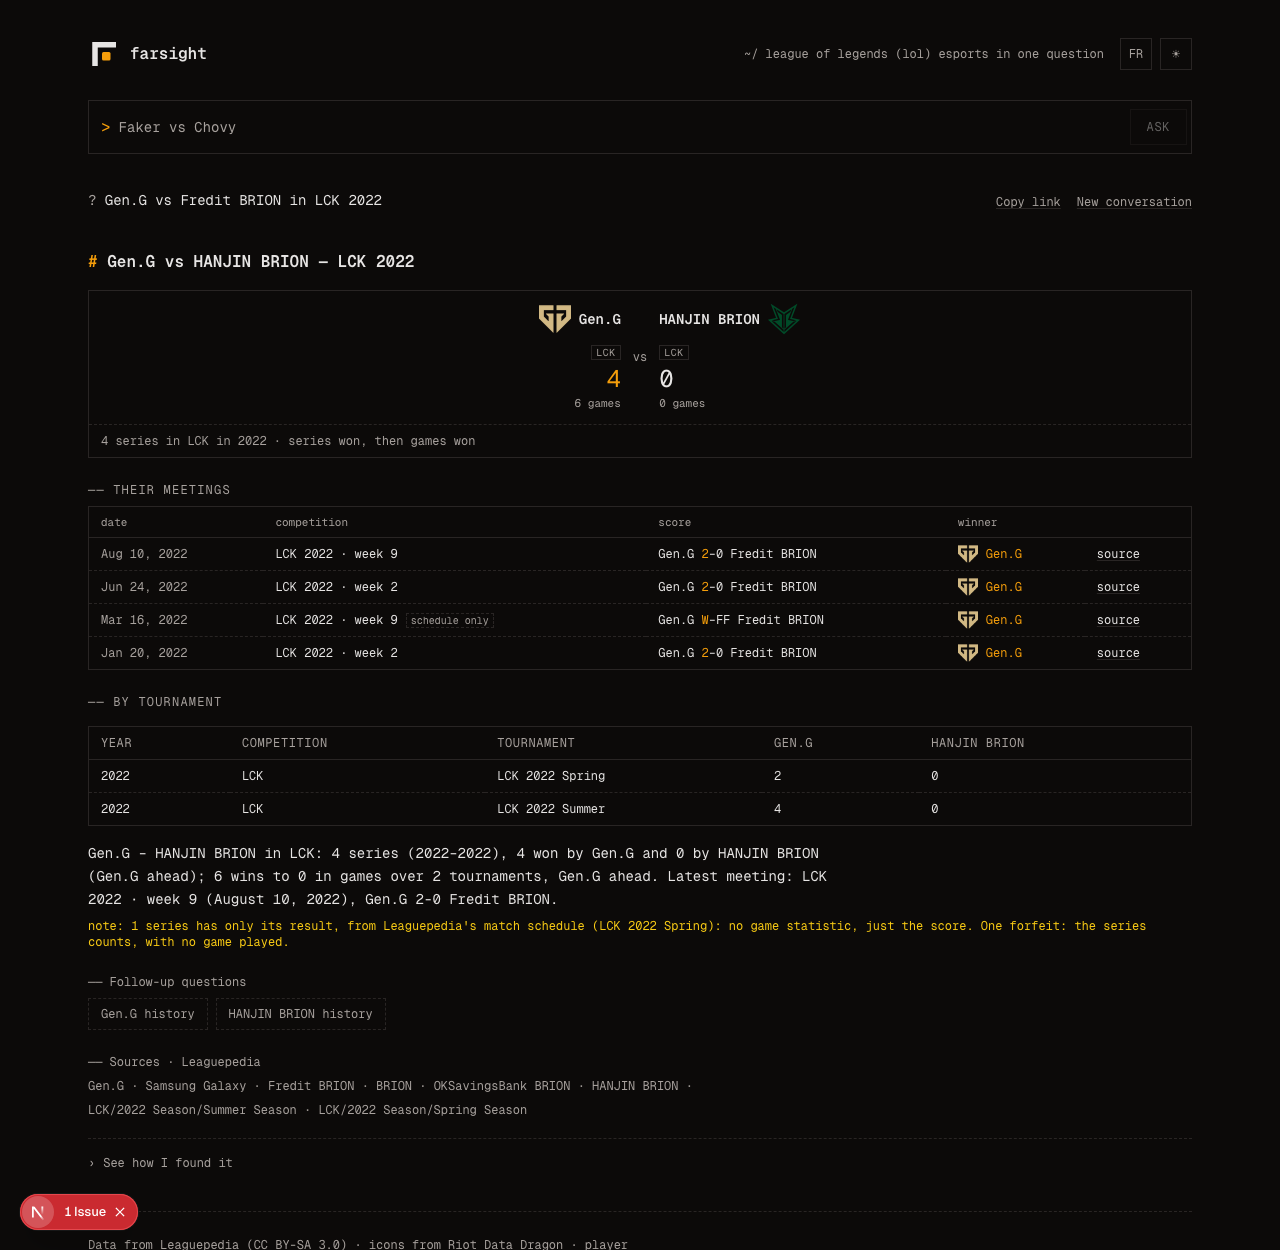 farsight
~/ league of legends (lol) esports in one question
FR
> Faker vs Chovy
ASK
? Gen.G vs Fredit BRION in LCK 2022
Copy link
New conversation
# Gen.G vs HANJIN BRION — LCK 2022
Gen.G
HANJIN BRION
LCK
vs
LCK
4
0
6 games
0 games
4 series in LCK in 2022 · series won, then games won
—— THEIR MEETINGS
date competition score winner
Aug 10, 2022 LCK 2022 · week 9 Gen.G 2–0 Fredit BRION Gen.G source
Jun 24, 2022 LCK 2022 · week 2 Gen.G 2–0 Fredit BRION Gen.G source
Mar 16, 2022 LCK 2022 · week 9 schedule only Gen.G W–FF Fredit BRION Gen.G source
Jan 20, 2022 LCK 2022 · week 2 Gen.G 2–0 Fredit BRION Gen.G source
—— BY TOURNAMENT
YEAR COMPETITION TOURNAMENT GEN.G HANJIN BRION
2022 LCK LCK 2022 Spring 2 0
2022 LCK LCK 2022 Summer 4 0
Gen.G – HANJIN BRION in LCK: 4 series (2022–2022), 4 won by Gen.G and 0 by HANJIN BRION
(Gen.G ahead); 6 wins to 0 in games over 2 tournaments, Gen.G ahead. Latest meeting: LCK
2022 · week 9 (August 10, 2022), Gen.G 2-0 Fredit BRION.
note: 1 series has only its result, from Leaguepedia's match schedule (LCK 2022 Spring): no game statistic, just the score. One forfeit: the series
counts, with no game played.
—— Follow-up questions
Gen.G history
HANJIN BRION history
—— Sources · Leaguepedia
Gen.G · Samsung Galaxy · Fredit BRION · BRION · OKSavingsBank BRION · HANJIN BRION ·
LCK/2022 Season/Summer Season · LCK/2022 Season/Spring Season
› See how I found it
1 Issue
Data from Leaguepedia (CC BY-SA 3.0) · icons from Riot Data Dragon · player